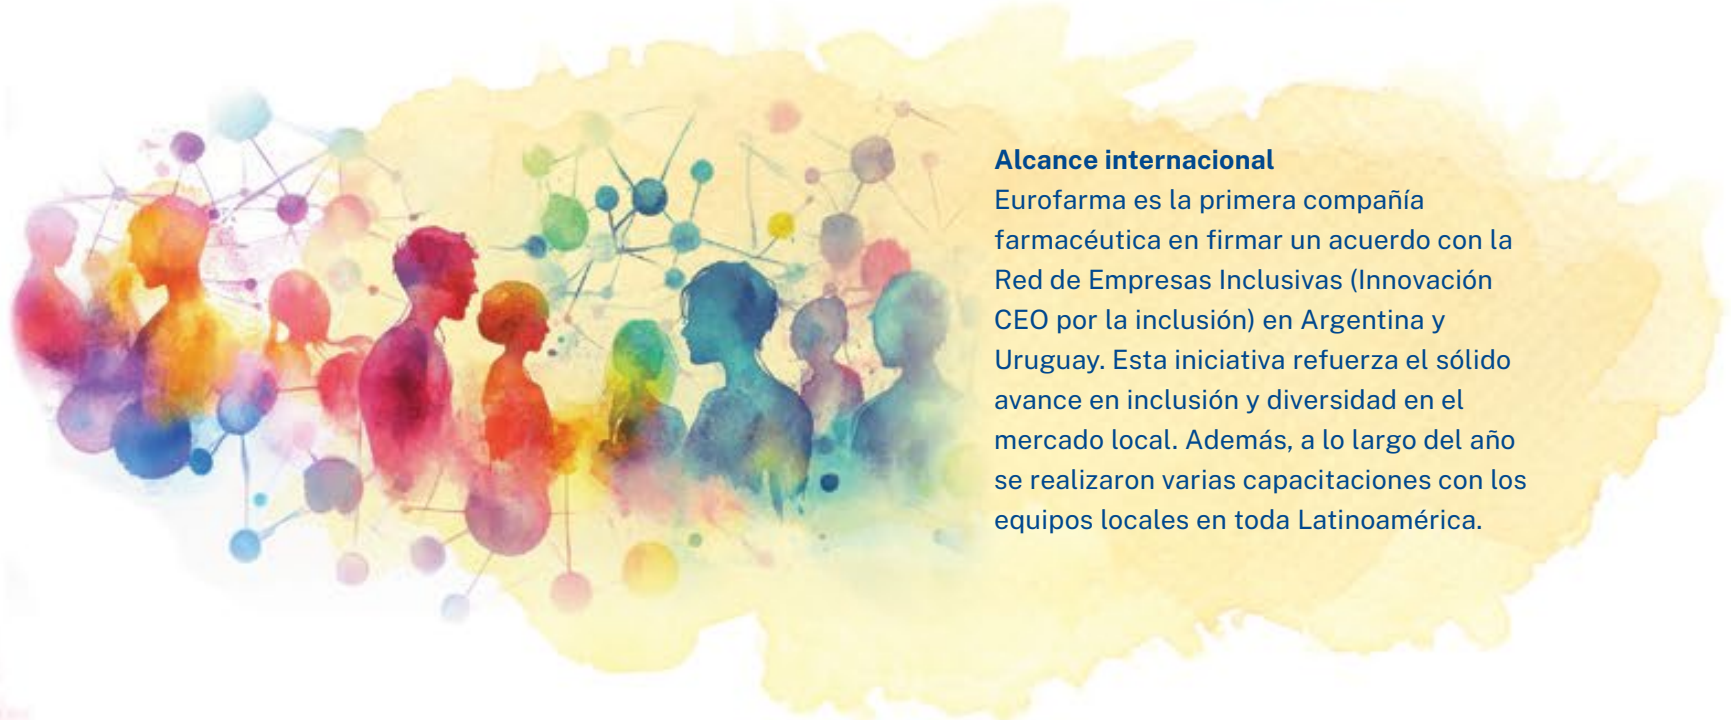 Alcance internacional
Eurofarma es la primera compañía
farmacéutica en firmar un acuerdo con la
Red de Empresas Inclusivas (Innovación
CEO por la inclusión) en Argentina y
Uruguay. Esta iniciativa refuerza el sólido
avance en inclusión y diversidad en el
mercado local. Además, a lo largo del año
se realizaron varias capacitaciones con los
equipos locales en toda Latinoamérica.